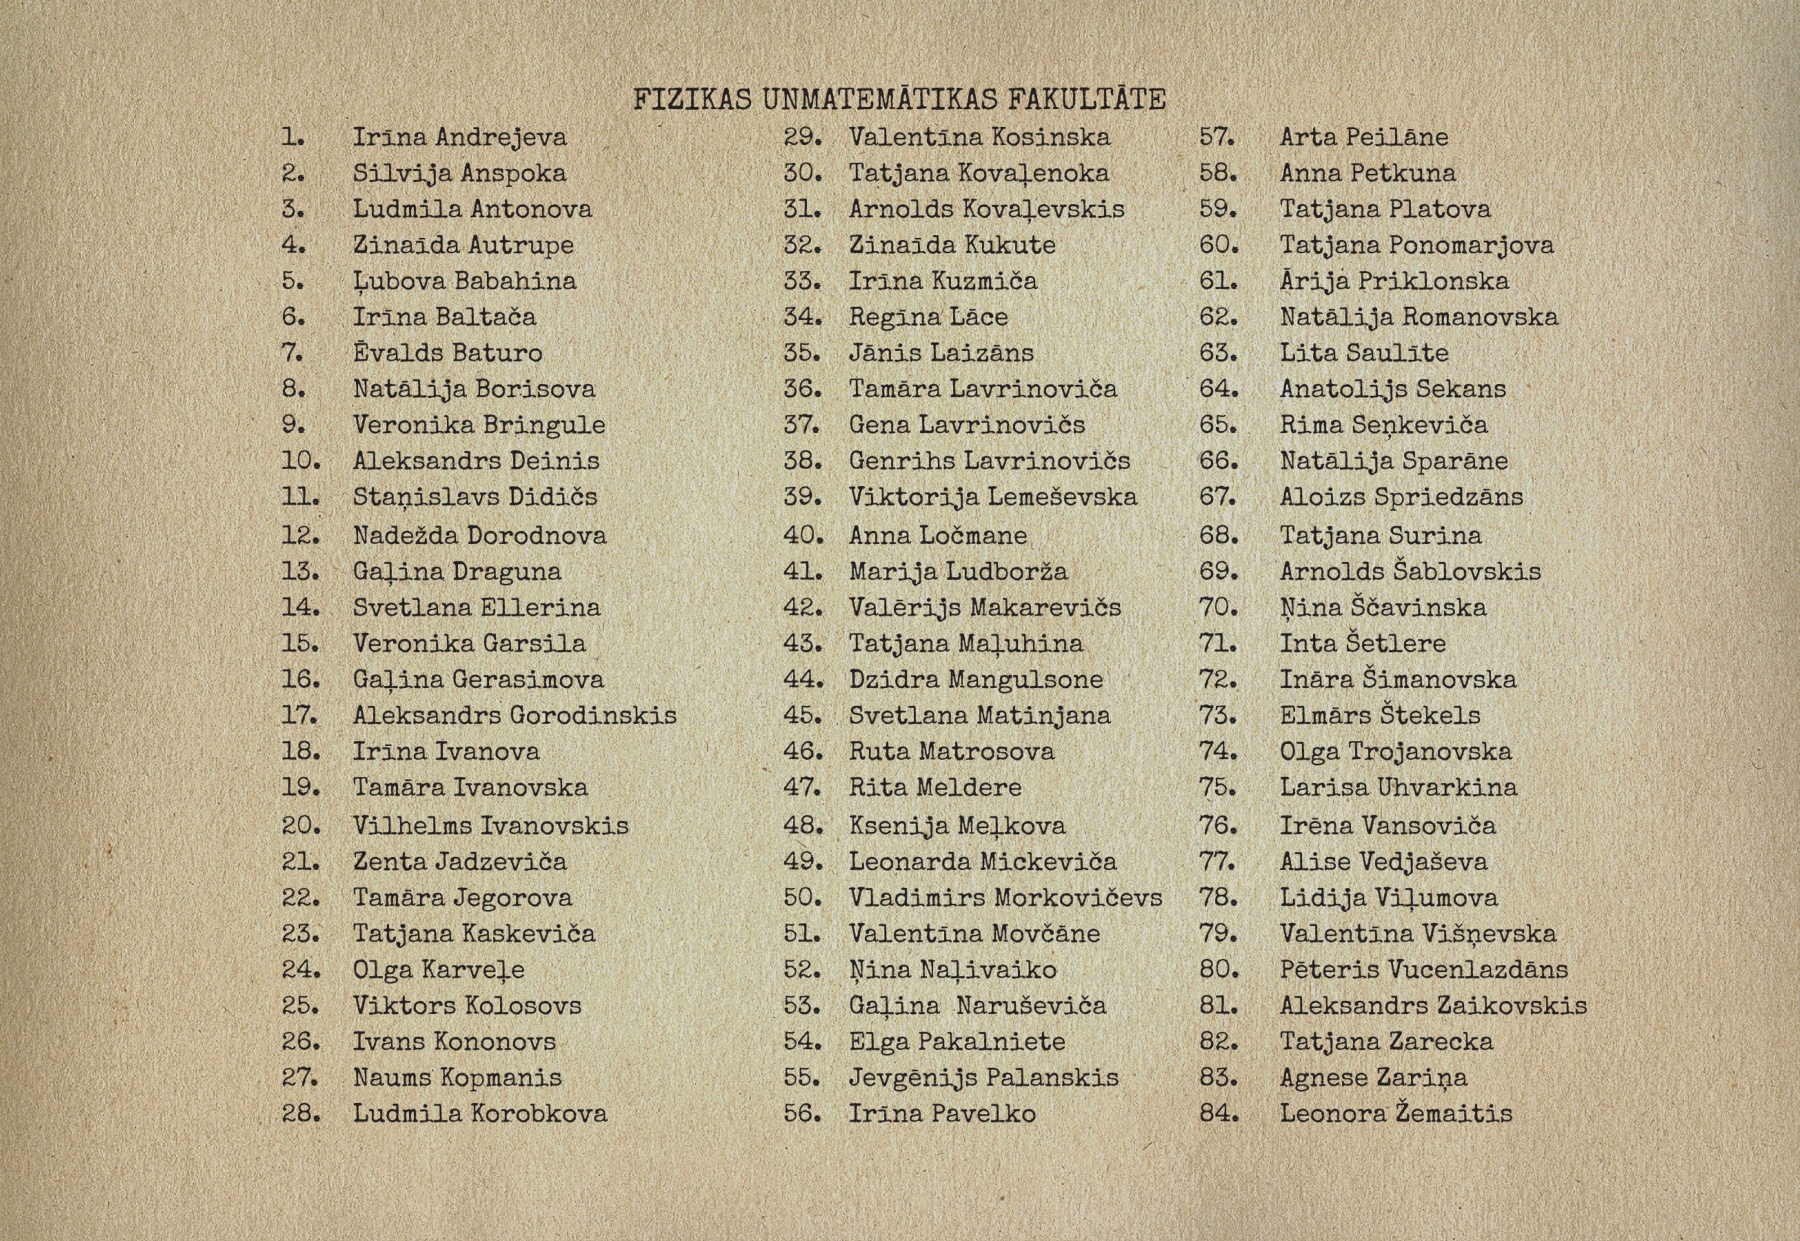 FIZIKAS UNMATEMĀTIKAS FAKULTĀTE
1. Irīna Andrejeva
2. Silvija Anspoka
3. Ludmila Antonova
4. Zinaīda Autrupe
5. Ļubova Babahina
6. Irīna Baltača
7. Ēvalds Baturo
8. Natālija Borisova
9. Veronika Bringule
10. Aleksandrs Deinis
11. Staņislavs Didičs
12. Nadežda Dorodnova
13. Gaļina Draguna
14. Svetlana Ellerina
15. Veronika Garsila
16. Gaļina Gerasimova
17. Aleksandrs Gorodinskis
18. Irīna Ivanova
19. Tamāra Ivanovska
20. Vilhelms Ivanovskis
21. Zenta Jadzeviča
22. Tamāra Jegorova
23. Tatjana Kaskeviča
24. Olga Karveļe
25. Viktors Kolosovs
26. Ivans Kononovs
27. Naums Kopmanis
28. Ludmila Korobkova
29. Valentīna Kosinska
30. Tatjana Kovaļenoka
31. Arnolds Kovaļevskis
32. Zinaīda Kukute
33. Irīna Kuzmiča
34. Regīna Lāce
35. Jānis Laizāns
36. Tamāra Lavrinoviča
37. Gena Lavrinovičs
38. Genrihs Lavrinovičs
39. Viktorija Lemeševska
40. Anna Ločmane
41. Marija Ludborža
42. Valērijs Makarevičs
43. Tatjana Maļuhina
44. Dzidra Mangulsone
45. Svetlana Matinjana
46. Ruta Matrosova
47. Rita Meldere
48. Ksenija Meļkova
49. Leonarda Mickeviča
50. Vladimirs Morkovičevs
51. Valentīna Movčāne
52. Ņina Naļivaiko
53. Gaļina Naruševiča
54. Elga Pakalniete
55. Jevgēnijs Palanskis
56. Irīna Pavelko
57. Arta Peilāne
58. Anna Petkuna
59. Tatjana Platova
60. Tatjana Ponomarjova
61. Ārija Priklonska
62. Natālija Romanovska
63. Lita Saulīte
64. Anatolijs Sekans
65. Rima Seņkeviča
66. Natālija Sparāne
67. Aloizs Spriedzāns
68. Tatjana Surina
69. Arnolds Šablovskis
70. Ņina Ščavinska
71. Inta Šetlere
72. Ināra Šimanovska
73. Elmārs Štekels
74. Olga Trojanovska
75. Larisa Uhvarkina
76. Irēna Vansoviča
77. Alise Vedjaševa
78. Lidija Viļumova
79. Valentīna Višņevska
80. Pēteris Vucenlazdāns
81. Aleksandrs Zaikovskis
82. Tatjana Zarecka
83. Agnese Zariņa
84. Leonora Žemaitis